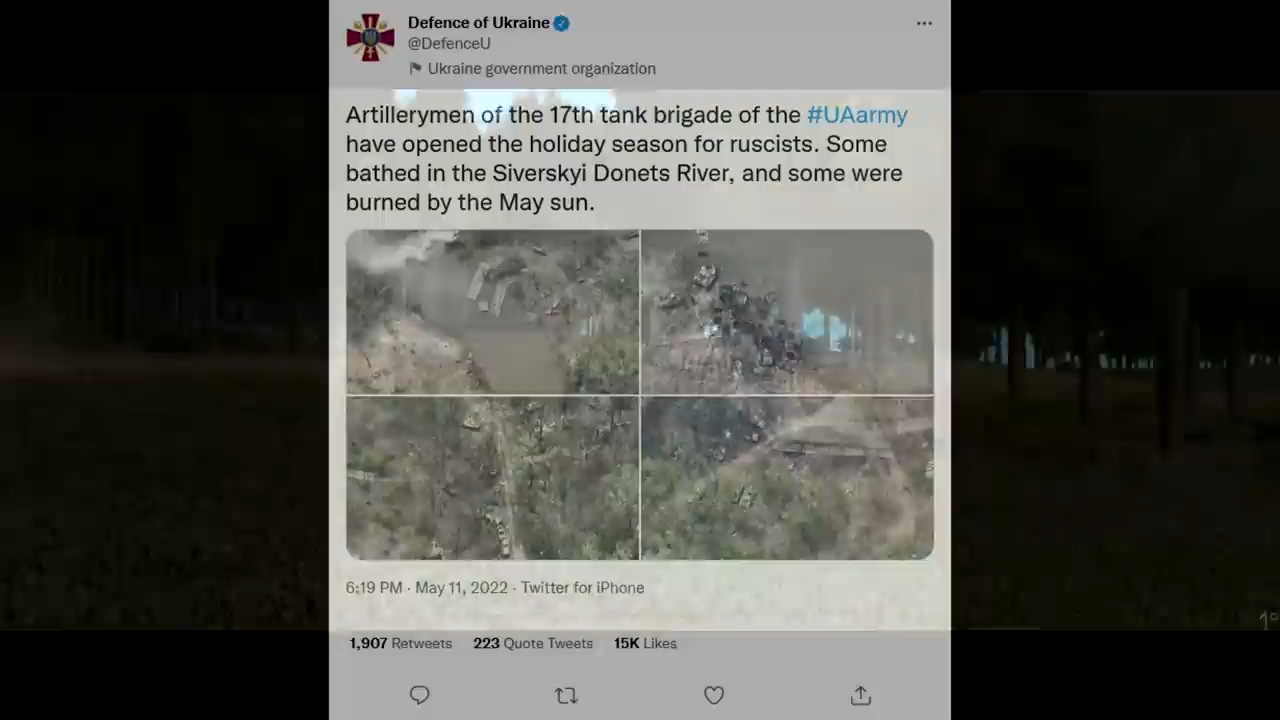 Defence of Ukraine
@DefenceU
Ukraine government organization
Artillerymen of the 17th tank brigade of the #UAarmy
have opened the holiday season for ruscists. Some
bathed in the Siverskyi Donets River, and some were
burned by the May sun.
6:19 PM · May 11, 2022 · Twitter for iPhone
1,907 Retweets 223 Quote Tweets 15K Likes